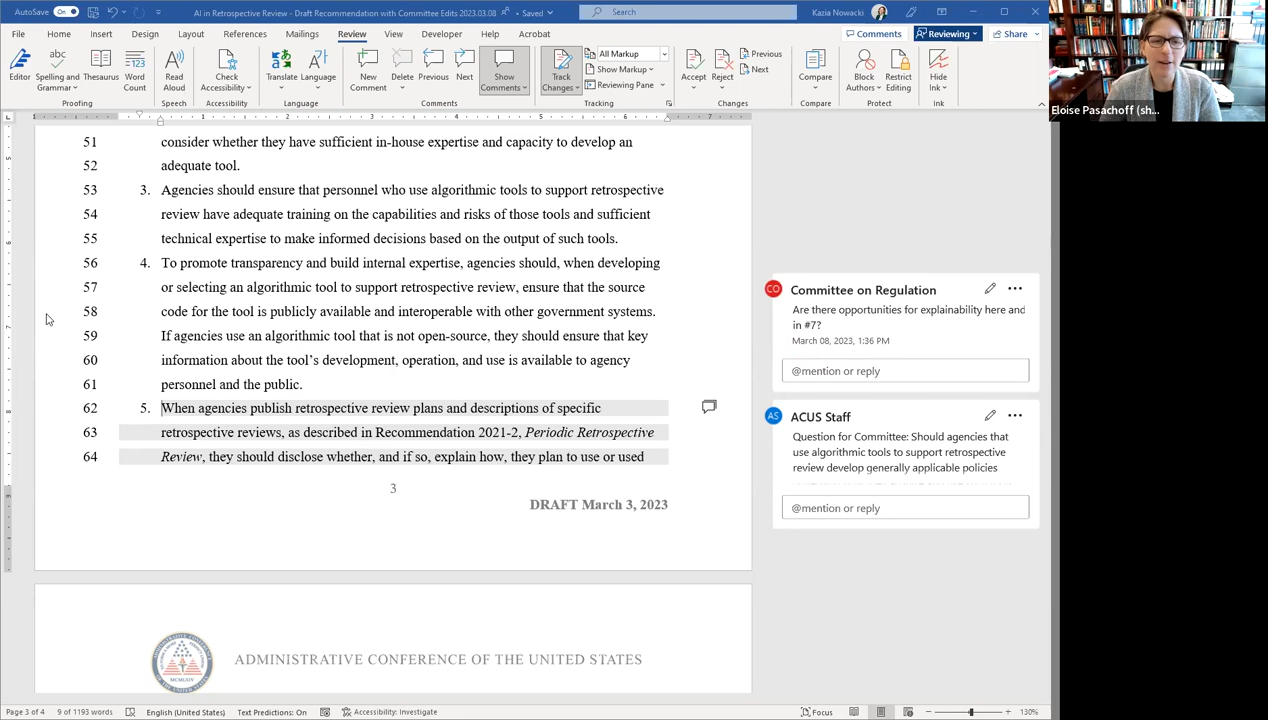 AutoSave On AI in Retrospective Review - Draft Recommendation with Committee Edits 2023.03.08 • Saved Search Kazia Nowacki
File Home Insert Draw Design Layout References Mailings Review View Developer Help Acrobat Comments Reviewing Share
Editor Spelling and Grammar Thesaurus Word Count Read Aloud Check Accessibility Translate Language New Comment Delete Previous Next Show Comments Track Changes All Markup Show Markup Reviewing Pane Accept Reject Previous Next Compare Block Authors Restrict Editing Hide Ink
Proofing Speech Accessibility Language Comments Tracking Changes Compare Protect Ink
Eloise Pasachoff (sh...
51 consider whether they have sufficient in-house expertise and capacity to develop an
52 adequate tool.
53 3. Agencies should ensure that personnel who use algorithmic tools to support retrospective
54 review have adequate training on the capabilities and risks of those tools and sufficient
55 technical expertise to make informed decisions based on the output of such tools.
56 4. To promote transparency and build internal expertise, agencies should, when developing
57 or selecting an algorithmic tool to support retrospective review, ensure that the source
58 code for the tool is publicly available and interoperable with other government systems.
59 If agencies use an algorithmic tool that is not open-source, they should ensure that key
60 information about the tool's development, operation, and use is available to agency
61 personnel and the public.
62 5. When agencies publish retrospective review plans and descriptions of specific
63 retrospective reviews, as described in Recommendation 2021-2, Periodic Retrospective
64 Review, they should disclose whether, and if so, explain how, they plan to use or used
3
DRAFT March 3, 2023
ADMINISTRATIVE CONFERENCE OF THE UNITED STATES
CO Committee on Regulation
Are there opportunities for explainability here and
in #7?
March 08, 2023, 1:36 PM
@mention or reply
AS ACUS Staff
Question for Committee: Should agencies that
use algorithmic tools to support retrospective
review develop generally applicable policies
@mention or reply
Page 3 of 4 9 of 1193 words English (United States) Text Predictions: On Accessibility: Investigate Focus 130%